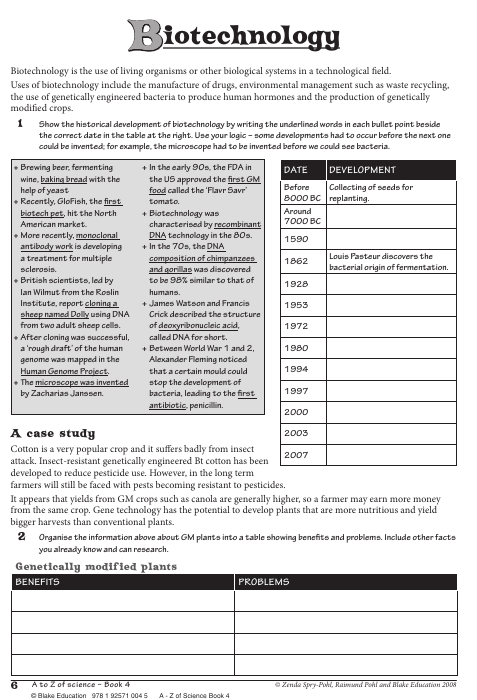 Biotechnology
Biotechnology is the use of living organisms or other biological systems in a technological field.
Uses of biotechnology include the manufacture of drugs, environmental management such as waste recycling,
the use of genetically engineered bacteria to produce human hormones and the production of genetically
modified crops.
1 Show the historical development of biotechnology by writing the underlined words in each bullet point beside
the correct date in the table at the right. Use your logic – some developments had to occur before the next one
could be invented; for example, the microscope had to be invented before we could see bacteria.
+ Brewing beer, fermenting
wine, baking bread with the
help of yeast
+ Recently, GloFish, the first
biotech pet, hit the North
American market.
+ More recently, monoclonal
antibody work is developing
a treatment for multiple
sclerosis.
+ British scientists, led by
Ian Wilmut from the Roslin
Institute, report cloning a
sheep named Dolly using DNA
from two adult sheep cells.
+ After cloning was successful,
a 'rough draft' of the human
genome was mapped in the
Human Genome Project.
+ The microscope was invented
by Zacharias Janssen.
+ In the early 90s, the FDA in
the US approved the first GM
food called the 'Flavr Savr'
tomato.
+ Biotechnology was
characterised by recombinant
DNA technology in the 80s.
+ In the 70s, the DNA
composition of chimpanzees
and gorillas was discovered
to be 98% similar to that of
humans.
+ James Watson and Francis
Crick described the structure
of deoxyribonucleic acid,
called DNA for short.
+ Between World War 1 and 2,
Alexander Fleming noticed
that a certain mould could
stop the development of
bacteria, leading to the first
antibiotic, penicillin.
DATE DEVELOPMENT
Before
8000 BC
Collecting of seeds for
replanting.
Around
7000 BC
1590
1862
Louis Pasteur discovers the
bacterial origin of fermentation.
1928
1953
1972
1980
1994
1997
2000
2003
2007
A case study
Cotton is a very popular crop and it suffers badly from insect
attack. Insect-resistant genetically engineered Bt cotton has been
developed to reduce pesticide use. However, in the long term
farmers will still be faced with pests becoming resistant to pesticides.
It appears that yields from GM crops such as canola are generally higher, so a farmer may earn more money
from the same crop. Gene technology has the potential to develop plants that are more nutritious and yield
bigger harvests than conventional plants.
2 Organise the information above about GM plants into a table showing benefits and problems. Include other facts
you already know and can research.
Genetically modified plants
BENEFITS PROBLEMS
6 A to Z of science – Book 4 © Zenda Spry-Pohl, Raimund Pohl and Blake Education 2008
© Blake Education 978 1 92571 004 5 A - Z of Science Book 4